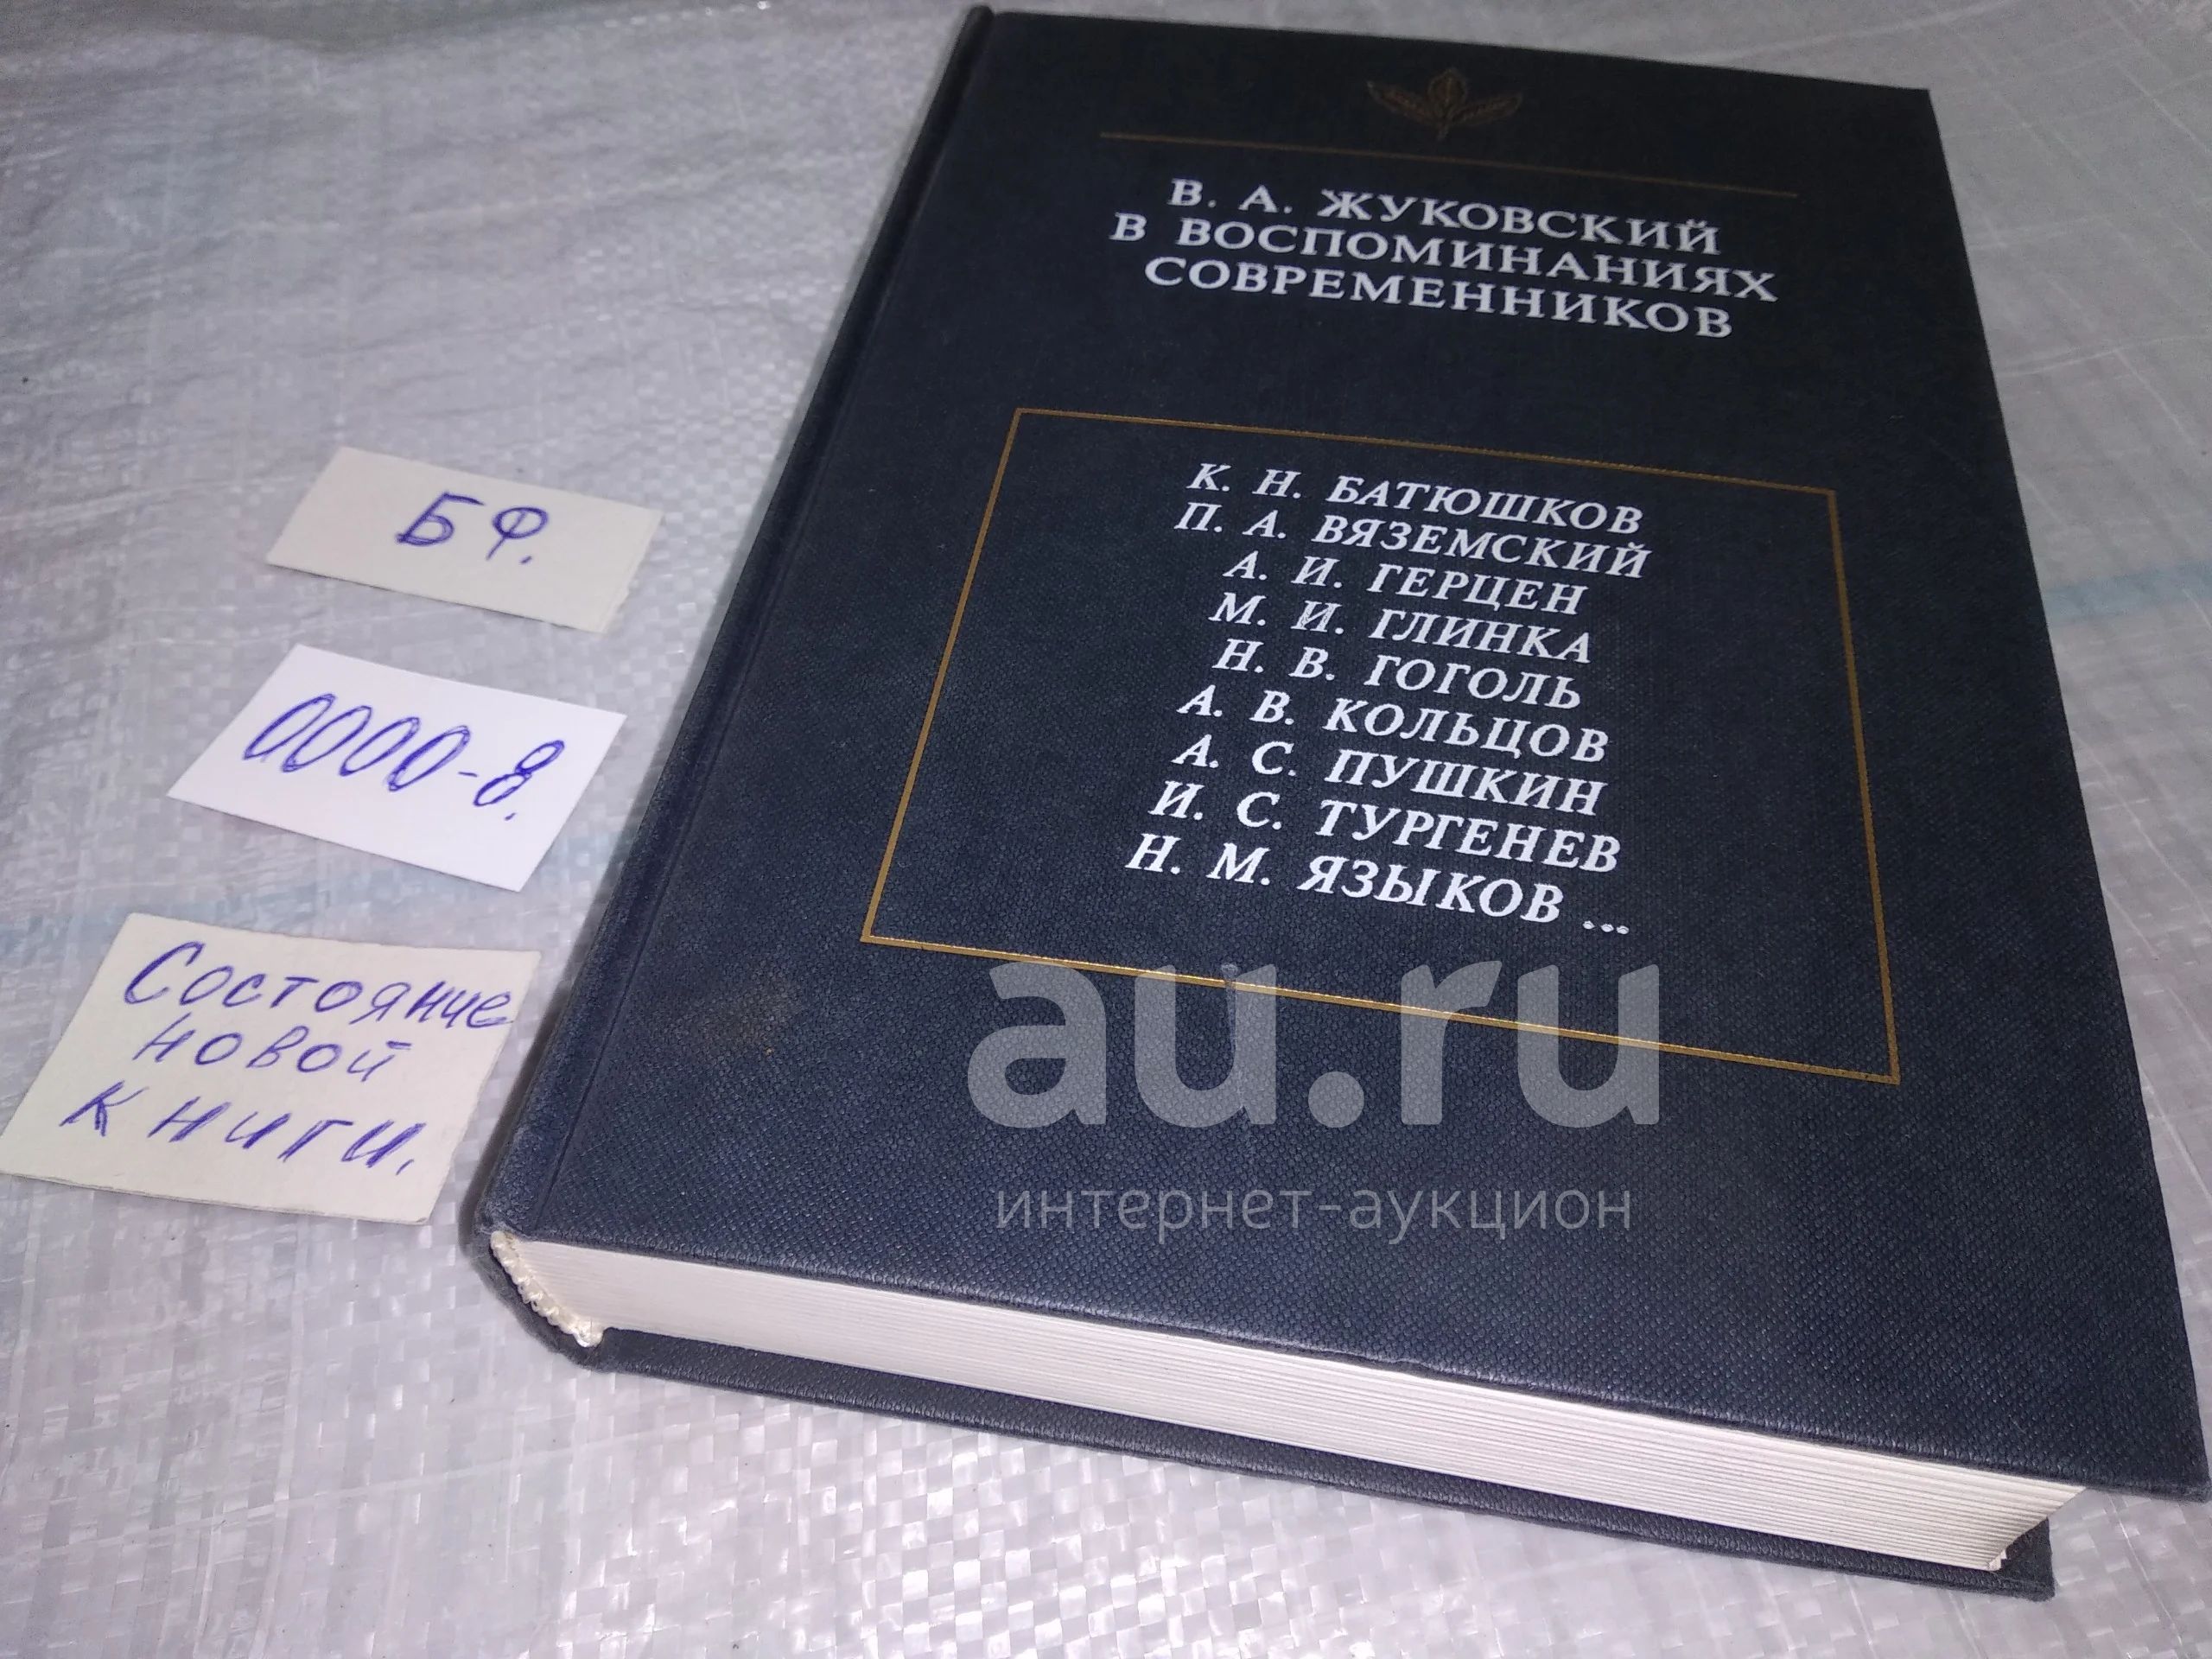 В. А. ЖУКОВСКИЙ
В ВОСПОМИНАНИЯХ
СОВРЕМЕННИКОВ
К. Н. БАТЮШКОВ
П. А. ВЯЗЕМСКИЙ
А. И. ГЕРЦЕН
М. И. ГЛИНКА
Н. В. ГОГОЛЬ
А. В. КОЛЬЦОВ
А. С. ПУШКИН
И. С. ТУРГЕНЕВ
Н. М. ЯЗЫКОВ ...
БФ.
0000-8.
Состояние
новой
книги.
au.ru
интернет-аукцион